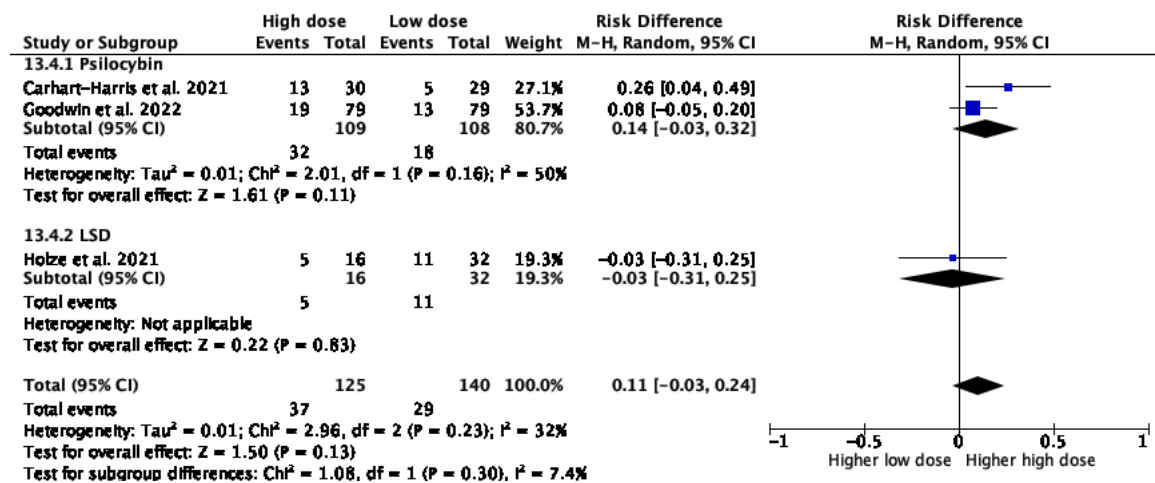 High dose Low dose Risk Difference Risk Difference
Study or Subgroup Events Total Events Total Weight M-H, Random, 95% CI M-H, Random, 95% CI
13.4.1 Psilocybin
Carhart-Harris et al. 2021 13 30 5 29 27.1% 0.26 [0.04, 0.49]
Goodwin et al. 2022 19 79 13 79 53.7% 0.08 [-0.05, 0.20]
Subtotal (95% CI) 109 108 80.7% 0.14 [-0.03, 0.32]
Total events 32 18
Heterogeneity: Tau² = 0.01; Chi² = 2.01, df = 1 (P = 0.16); I² = 50%
Test for overall effect: Z = 1.61 (P = 0.11)
13.4.2 LSD
Holze et al. 2021 5 16 11 32 19.3% -0.03 [-0.31, 0.25]
Subtotal (95% CI) 16 32 19.3% -0.03 [-0.31, 0.25]
Total events 5 11
Heterogeneity: Not applicable
Test for overall effect: Z = 0.22 (P = 0.83)
Total (95% CI) 125 140 100.0% 0.11 [-0.03, 0.24]
Total events 37 29
Heterogeneity: Tau² = 0.01; Chi² = 2.96, df = 2 (P = 0.23); I² = 32%
Test for overall effect: Z = 1.50 (P = 0.13)
Test for subgroup differences: Chi² = 1.08, df = 1 (P = 0.30), I² = 7.4%
-1 -0.5 0 0.5 1
Higher low dose Higher high dose